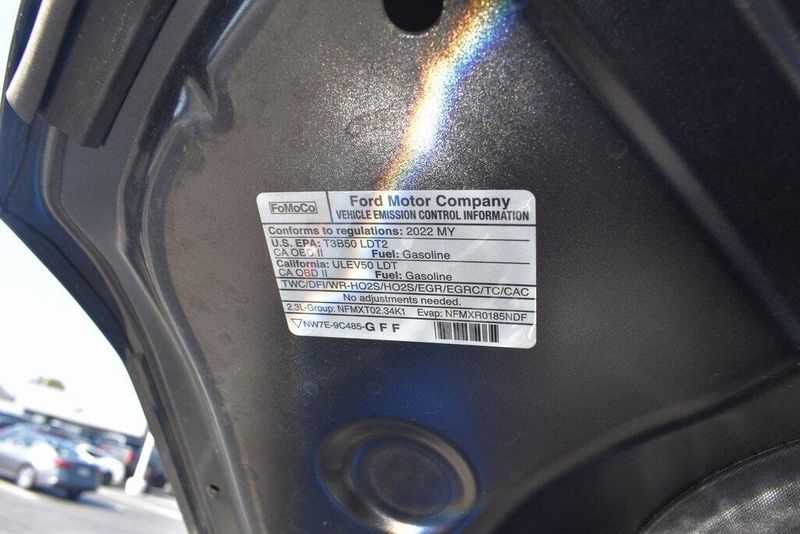 FoMoCo
Ford Motor Company
VEHICLE EMISSION CONTROL INFORMATION
Conforms to regulations: 2022 MY
U.S. EPA: T3B50 LDT2
CA OBD II Fuel: Gasoline
California: ULEV50 LDT
CA OBD II Fuel: Gasoline
TWC/DFI/WR-HO2S/HO2S/EGR/EGRC/TC/CAC
No adjustments needed.
2.3L-Group: NFMXT02.34K1 Evap: NFMXR0185NDF
NW7E-9C485-GFF